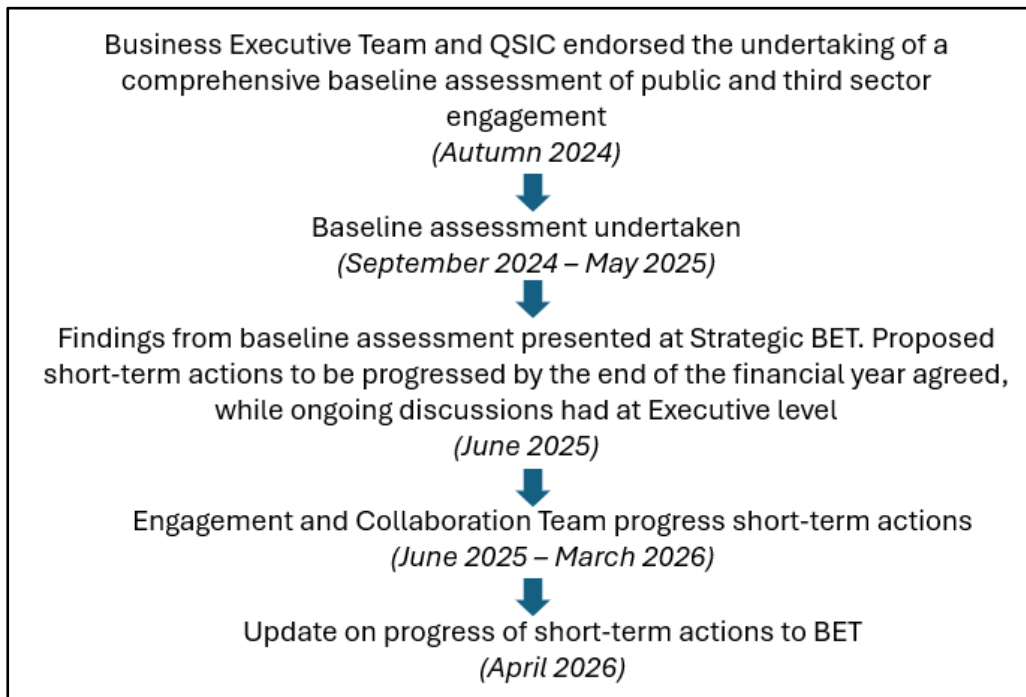 Business Executive Team and QSIC endorsed the undertaking of a
comprehensive baseline assessment of public and third sector
engagement
(Autumn 2024)
Baseline assessment undertaken
(September 2024 – May 2025)
Findings from baseline assessment presented at Strategic BET. Proposed
short-term actions to be progressed by the end of the financial year agreed,
while ongoing discussions had at Executive level
(June 2025)
Engagement and Collaboration Team progress short-term actions
(June 2025 – March 2026)
Update on progress of short-term actions to BET
(April 2026)